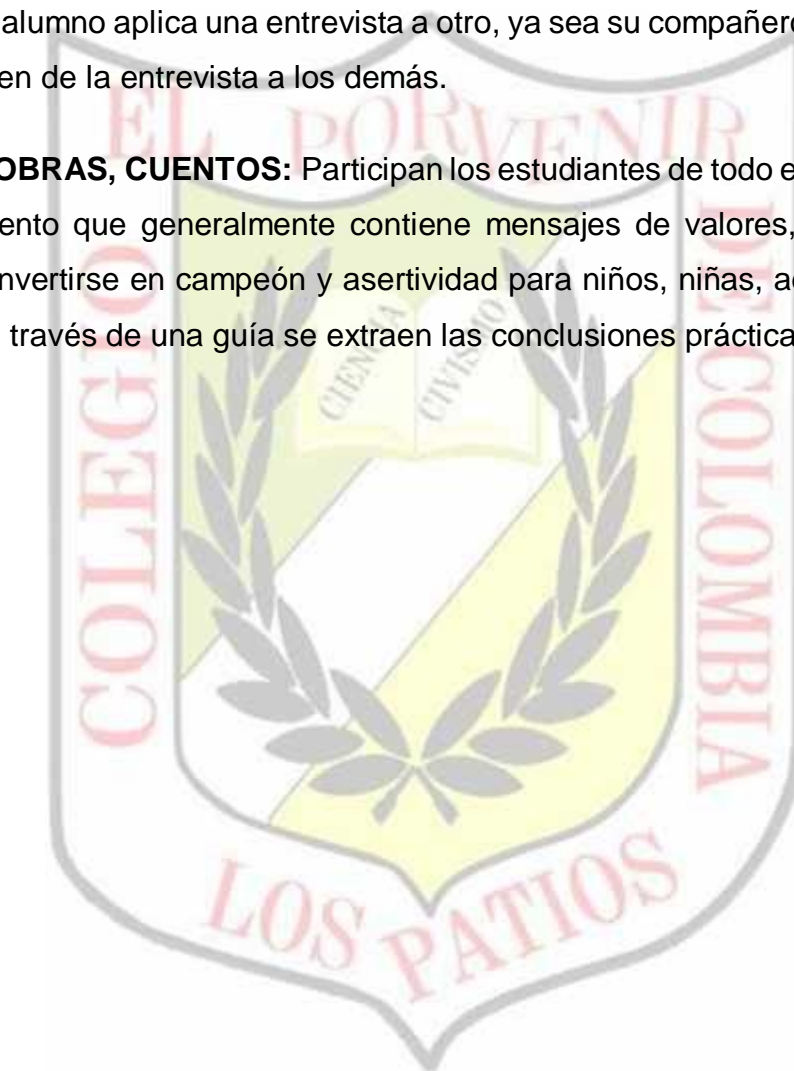 alumno aplica una entrevista a otro, ya sea su compañero
en de la entrevista a los demás.
OBRAS, CUENTOS: Participan los estudiantes de todo e
ento que generalmente contiene mensajes de valores,
nvertirse en campeón y asertividad para niños, niñas, a
través de una guía se extraen las conclusiones práctica
EL PORVENIR
DE COLOMBIA
COLEGIO
CIENCIA
CIVISMO
LOS PATIOS